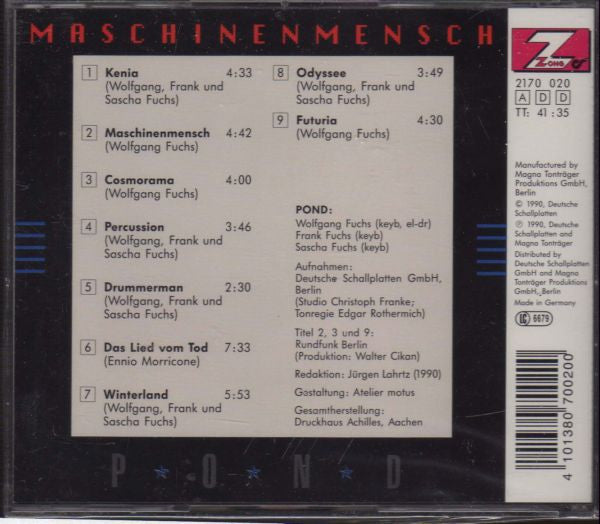 MASCHINENMENSCH
1 Kenia 4:33
(Wolfgang, Frank und
Sascha Fuchs)
2 Maschinenmensch 4:42
(Wolfgang Fuchs)
3 Cosmorama 4:00
(Wolfgang Fuchs)
4 Percussion 3:46
(Wolfgang, Frank und
Sascha Fuchs)
5 Drummerman 2:30
(Wolfgang, Frank und
Sascha Fuchs)
6 Das Lied vom Tod 7:33
(Ennio Morricone)
7 Winterland 5:53
(Wolfgang, Frank und
Sascha Fuchs)
8 Odyssee 3:49
(Wolfgang, Frank und
Sascha Fuchs)
9 Futuria 4:30
(Wolfgang Fuchs)
POND:
Wolfgang Fuchs (keyb, el-dr)
Frank Fuchs (keyb)
Sascha Fuchs (keyb)
Aufnahmen:
Deutsche Schallplatten GmbH,
Berlin
(Studio Christoph Franke;
Tonregie Edgar Rothermich)
Titel 2, 3 und 9:
Rundfunk Berlin
(Produktion: Walter Cikan)
Redaktion: Jürgen Lahrtz (1990)
Gastaltung: Atelier motus
Gesamtherstellung:
Druckhaus Achilles, Aachen
P★O★N★D
ZONG
2170 020
A D D
TT: 41:35
Manufactured by
Magna Tonträger
Produktions GmbH,
Berlin
© 1990, Deutsche
Schallplatten
℗ 1990, Deutsche
Schallplatten and
Magno Tonträger
Distributed by
Deutsche Schallplatten
GmbH and Magno
Tonträger Produktions
GmbH, Berlin
Made in Germany
LC 6679
4 101380 700200